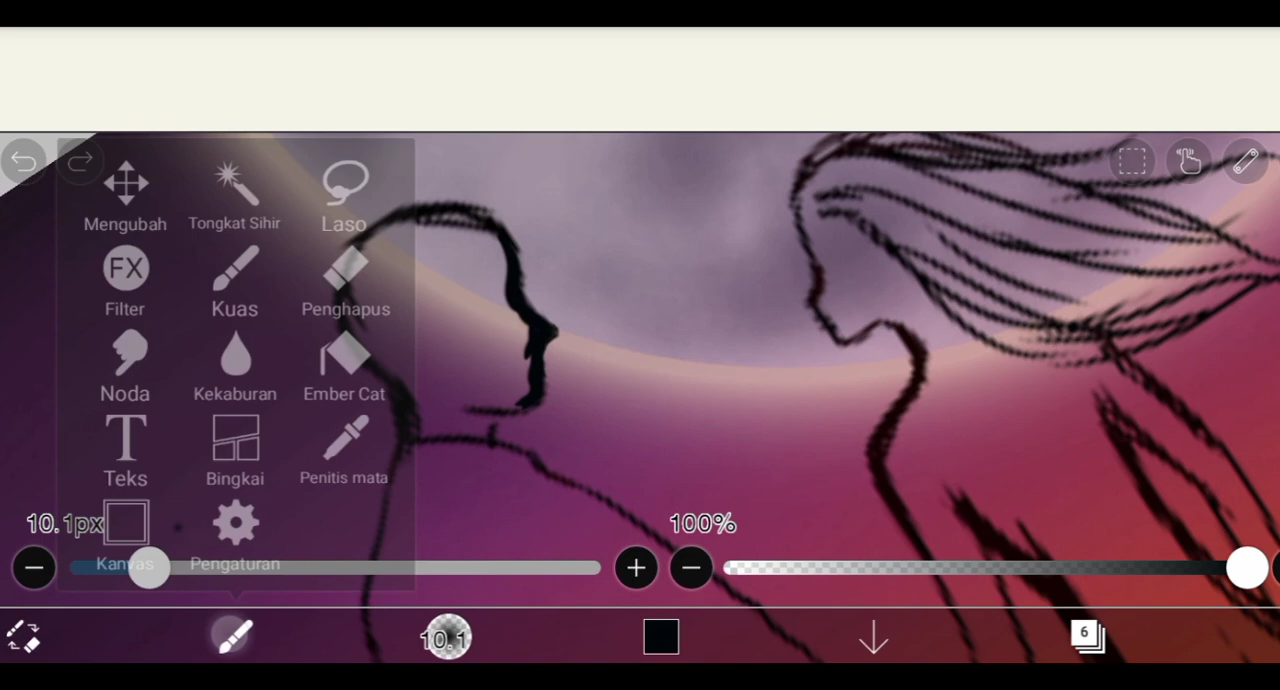 Mengubah
Tongkat Sihir
Laso
FX
Filter
Kuas
Penghapus
Noda
Kekaburan
Ember Cat
T
Teks
Bingkai
Penitis mata
10.1px
100%
Kanvas
Pengaturan
10.1
6